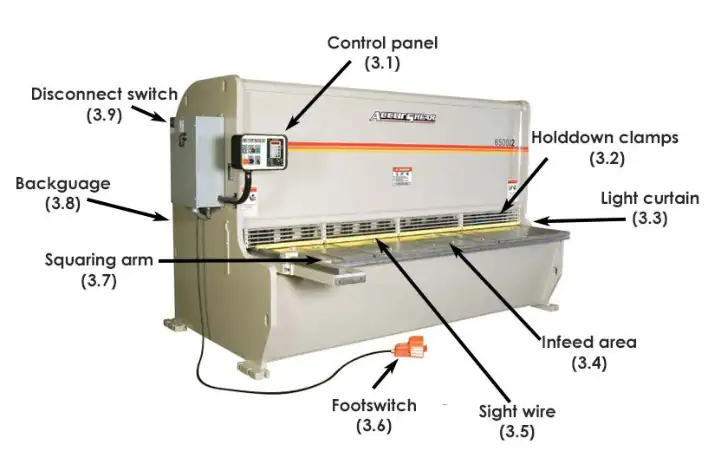 Control panel
(3.1)
Disconnect switch
(3.9)
ACCURSHEAR
Holddown clamps
(3.2)
Backguage
(3.8)
Light curtain
(3.3)
Squaring arm
(3.7)
Infeed area
(3.4)
Footswitch
(3.6)
Sight wire
(3.5)